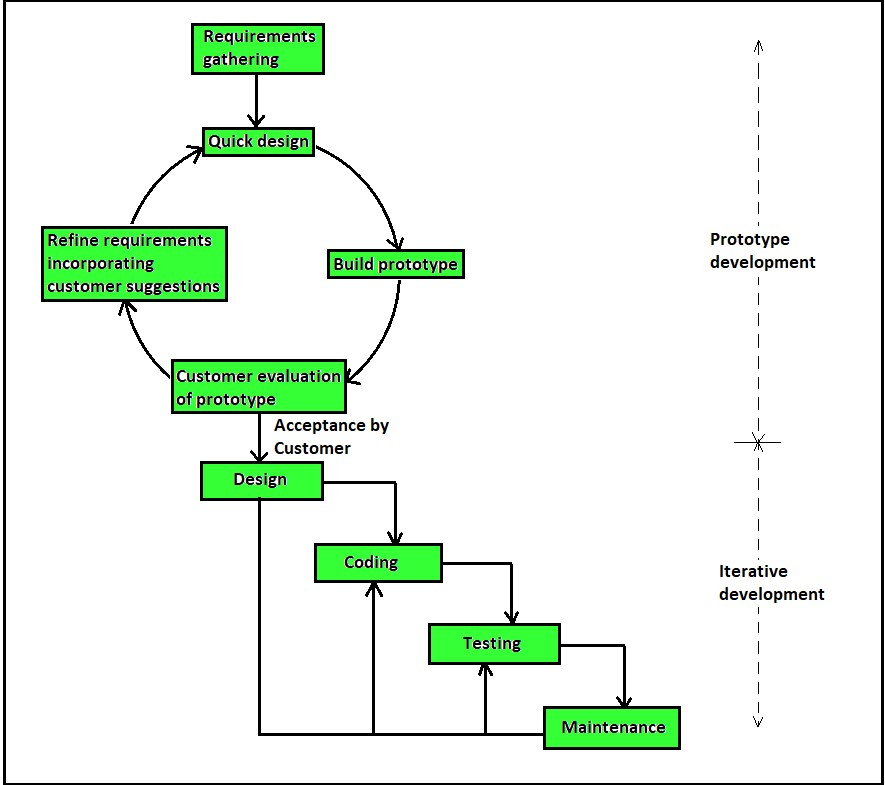 Requirements
gathering
Quick design
Refine requirements
incorporating
customer suggestions
Build prototype
Prototype
development
Customer evaluation
of prototype
Acceptance by
Customer
Design
Coding
Iterative
development
Testing
Maintenance